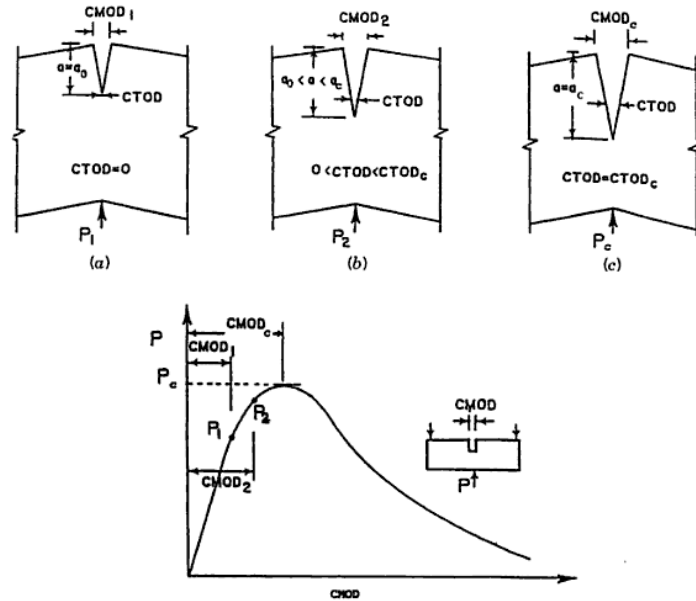 CMOD1
a=a0
CTOD
CTOD=0
P1
(a)
CMOD2
a0 < a < ac
CTOD
0 < CTOD < CTODc
P2
(b)
CMODc
a=ac
CTOD
CTOD=CTODc
Pc
(c)
P
CMODc
CMOD1
Pc
P1
P2
CMOD2
CMOD
P
CMOD